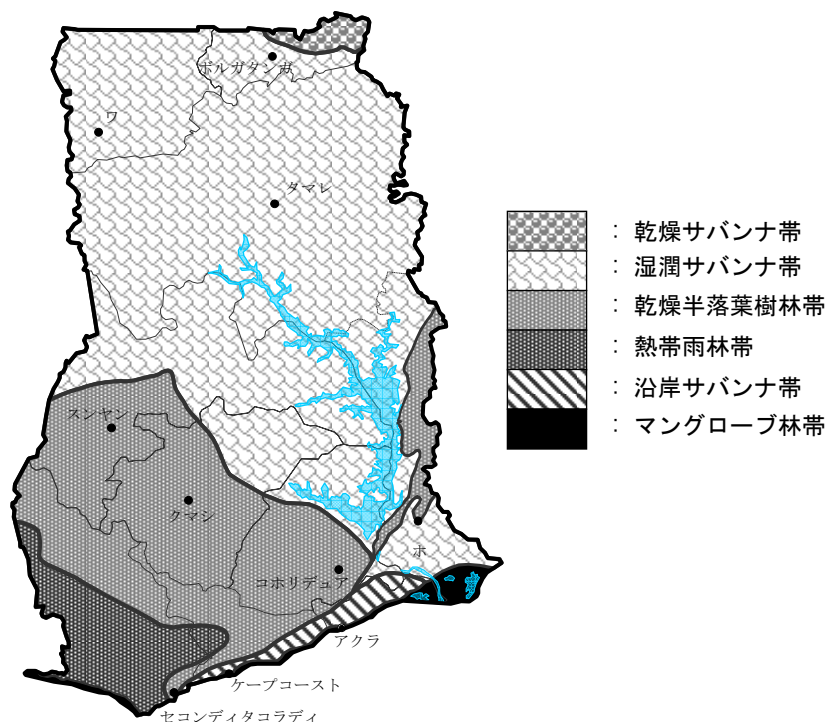 ボルガタンガ
ワ
タマレ
スンヤン
クマシ
ホ
コホリデュア
アクラ
ケープコースト
セコンディタコラディ
： 乾燥サバンナ帯
： 湿潤サバンナ帯
： 乾燥半落葉樹林帯
： 熱帯雨林帯
： 沿岸サバンナ帯
： マングローブ林帯